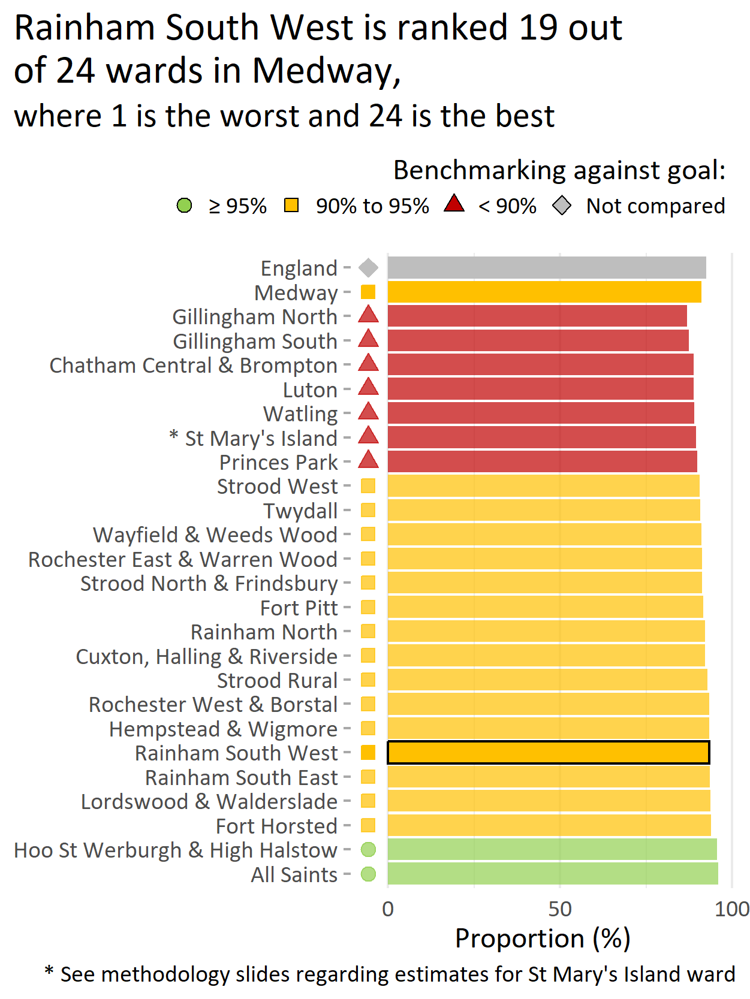 Rainham South West is ranked 19 out
of 24 wards in Medway,
where 1 is the worst and 24 is the best
Benchmarking against goal:
≥ 95% 90% to 95% < 90% Not compared
England
Medway
Gillingham North
Gillingham South
Chatham Central & Brompton
Luton
Watling
* St Mary's Island
Princes Park
Strood West
Twydall
Wayfield & Weeds Wood
Rochester East & Warren Wood
Strood North & Frindsbury
Fort Pitt
Rainham North
Cuxton, Halling & Riverside
Strood Rural
Rochester West & Borstal
Hempstead & Wigmore
Rainham South West
Rainham South East
Lordswood & Walderslade
Fort Horsted
Hoo St Werburgh & High Halstow
All Saints
0 50 100
Proportion (%)
* See methodology slides regarding estimates for St Mary's Island ward